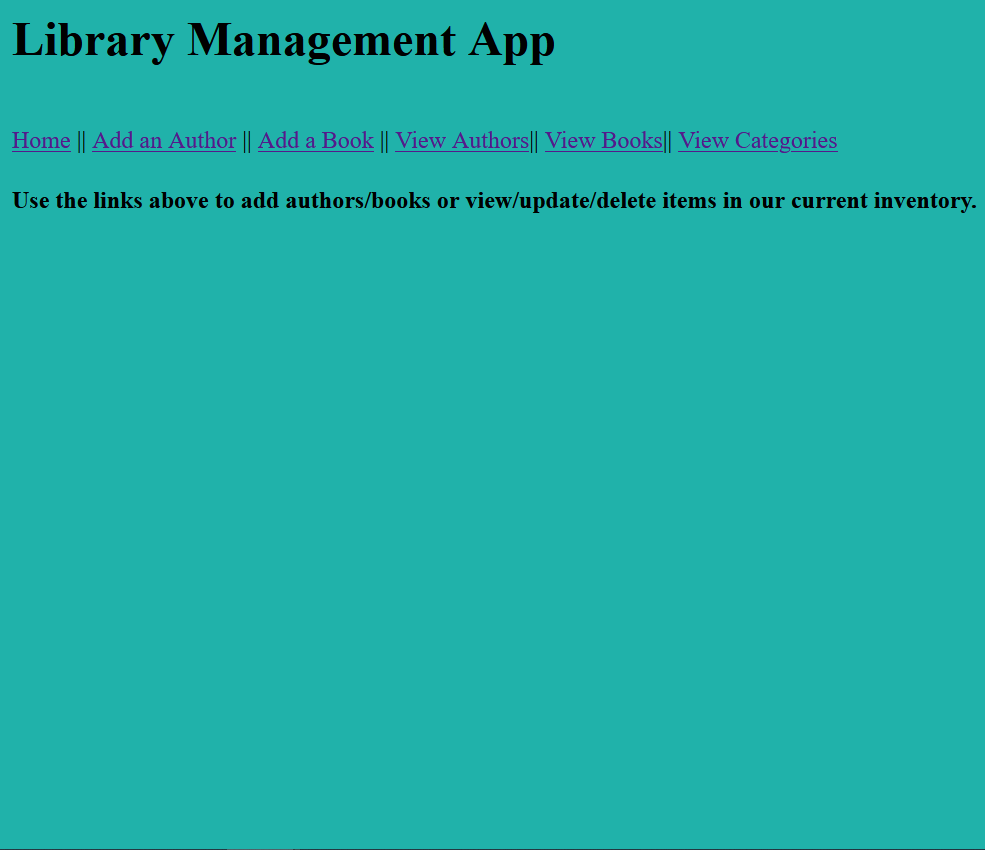 Library Management App
Home || Add an Author || Add a Book || View Authors|| View Books|| View Categories
Use the links above to add authors/books or view/update/delete items in our current inventory.